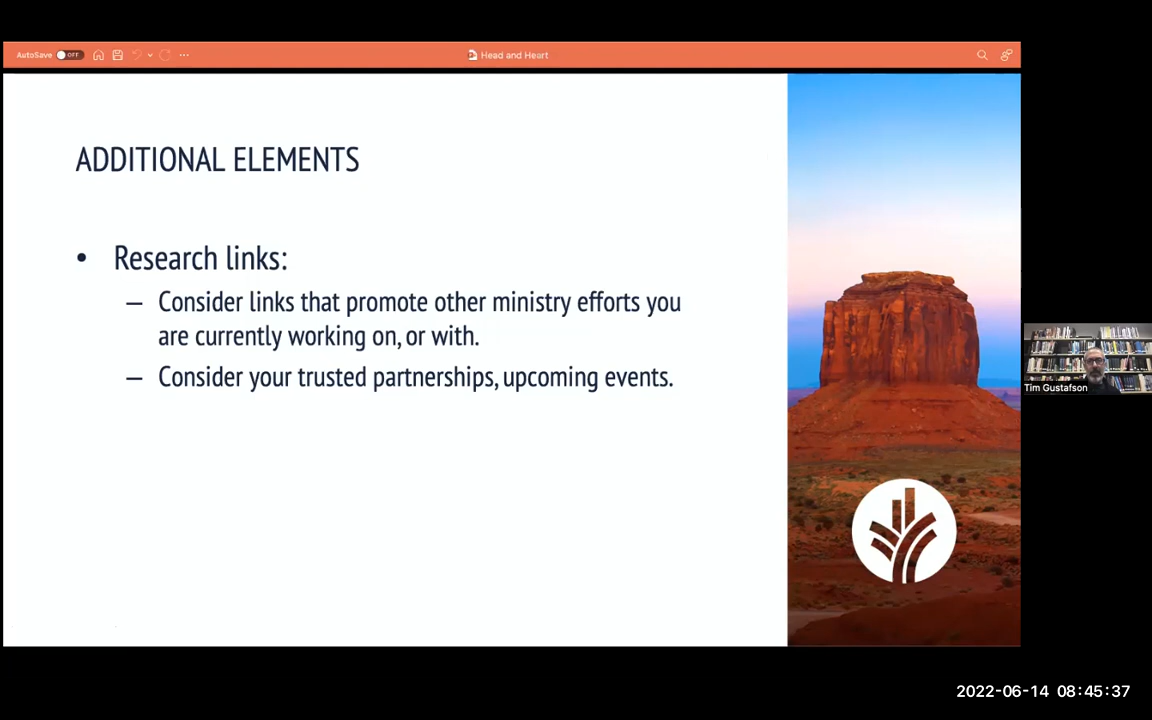 AutoSave OFF
Head and Heart
ADDITIONAL ELEMENTS
• Research links:
– Consider links that promote other ministry efforts you
are currently working on, or with.
– Consider your trusted partnerships, upcoming events.
Tim Gustafson
2022-06-14 08:45:37